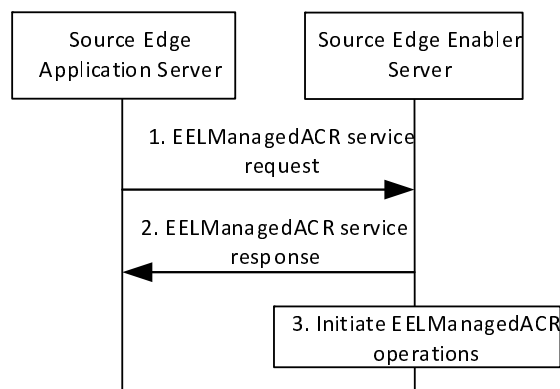 Source Edge
Application Server
Source Edge Enabler
Server
1. EELManagedACR service
request
2. EELManagedACR service
response
3. Initiate EELManagedACR
operations